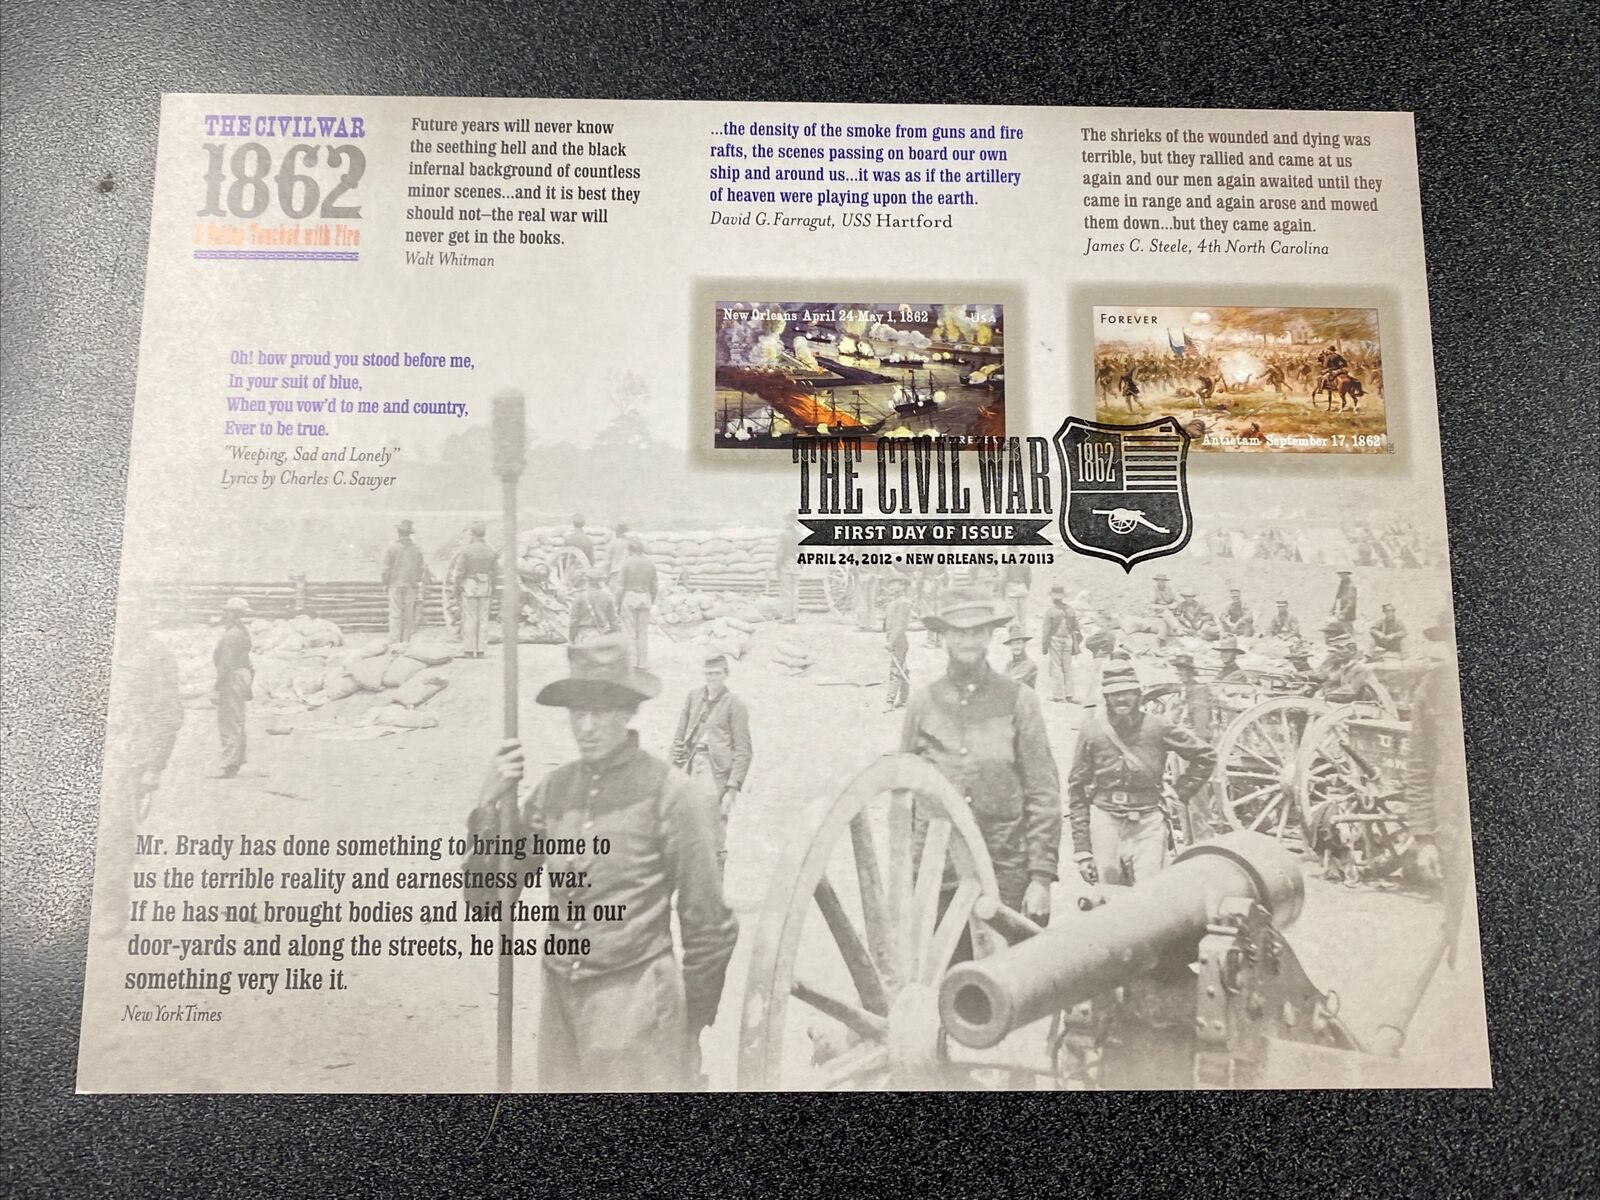 THE CIVIL WAR
1862
A Nation Touched with Fire
Future years will never know
the seething hell and the black
infernal background of countless
minor scenes...and it is best they
should not–the real war will
never get in the books.
Walt Whitman
...the density of the smoke from guns and fire
rafts, the scenes passing on board our own
ship and around us...it was as if the artillery
of heaven were playing upon the earth.
David G. Farragut, USS Hartford
The shrieks of the wounded and dying was
terrible, but they rallied and came at us
again and our men again awaited until they
came in range and again arose and mowed
them down...but they came again.
James C. Steele, 4th North Carolina
New Orleans April 24-May 1, 1862
USA
FOREVER
FOREVER
Antietam September 17, 1862
Oh! how proud you stood before me,
In your suit of blue,
When you vow'd to me and country,
Ever to be true.
"Weeping, Sad and Lonely"
Lyrics by Charles C. Sawyer
THE CIVIL WAR
1862
FIRST DAY OF ISSUE
APRIL 24, 2012 • NEW ORLEANS, LA 70113
Mr. Brady has done something to bring home to
us the terrible reality and earnestness of war.
If he has not brought bodies and laid them in our
door-yards and along the streets, he has done
something very like it.
New York Times